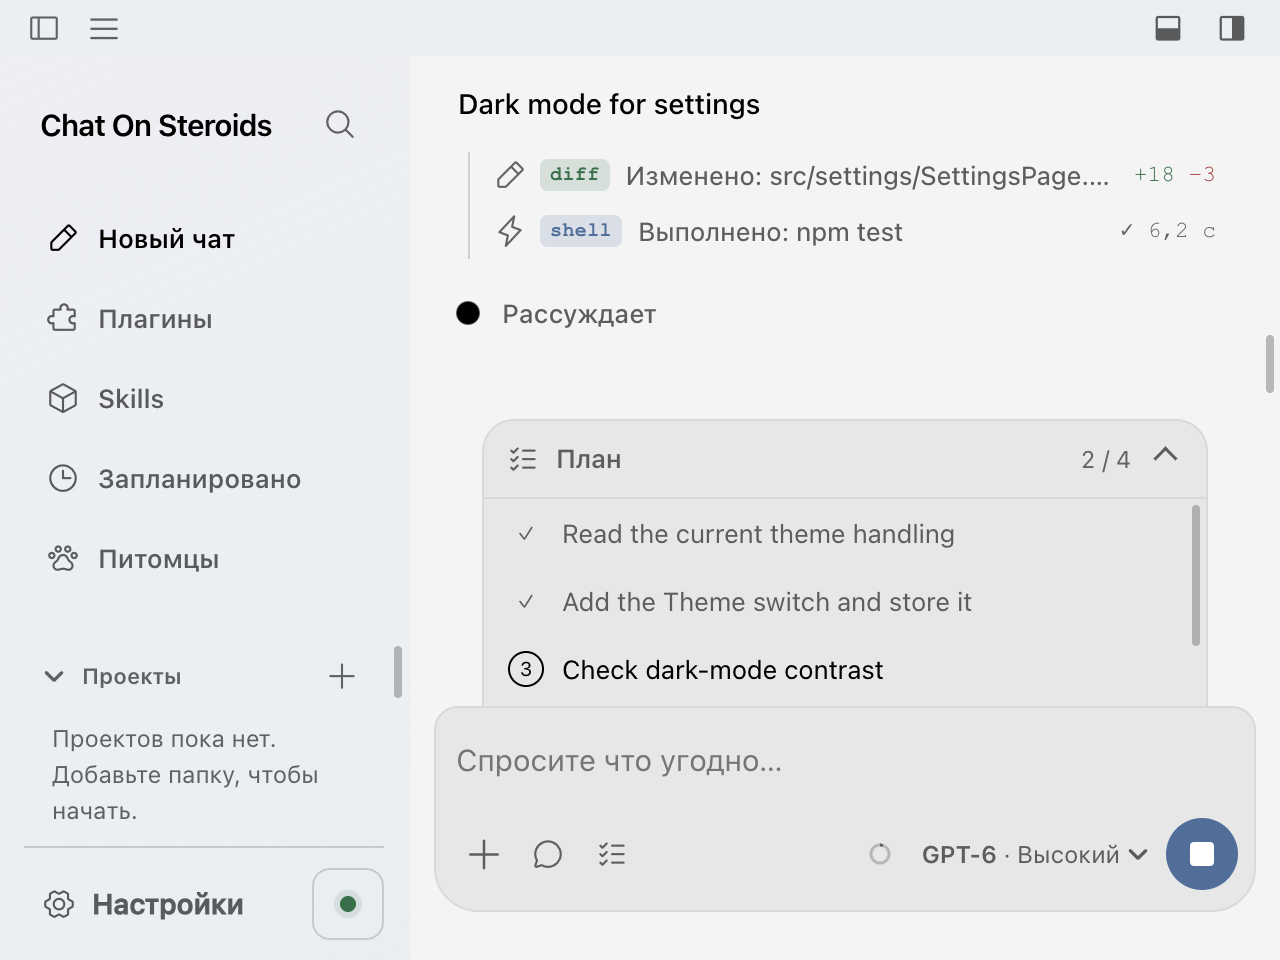 Chat On Steroids
Новый чат
Плагины
Skills
Запланировано
Питомцы
Проекты
Проектов пока нет.
Добавьте папку, чтобы
начать.
Настройки
Dark mode for settings
diff Изменено: src/settings/SettingsPage.... +18 −3
shell Выполнено: npm test ✓ 6,2 с
Рассуждает
План 2 / 4
✓ Read the current theme handling
✓ Add the Theme switch and store it
3 Check dark-mode contrast
Спросите что угодно...
GPT-6 · Высокий